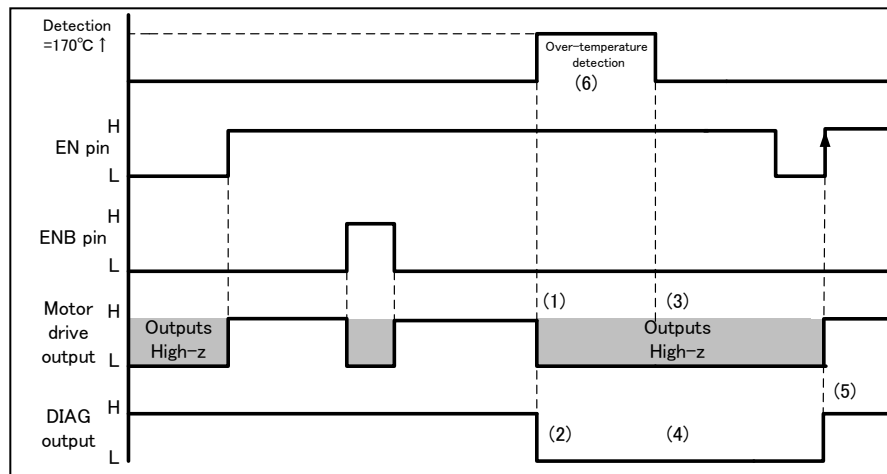 Detection
=170℃↑
Over-temperature
detection
(6)
H
EN pin
L
H
ENB pin
L
Motor
drive
output
H
L
Outputs
High-z
(1)
(3)
Outputs
High-z
(5)
DIAG
output
H
L
(2)
(4)